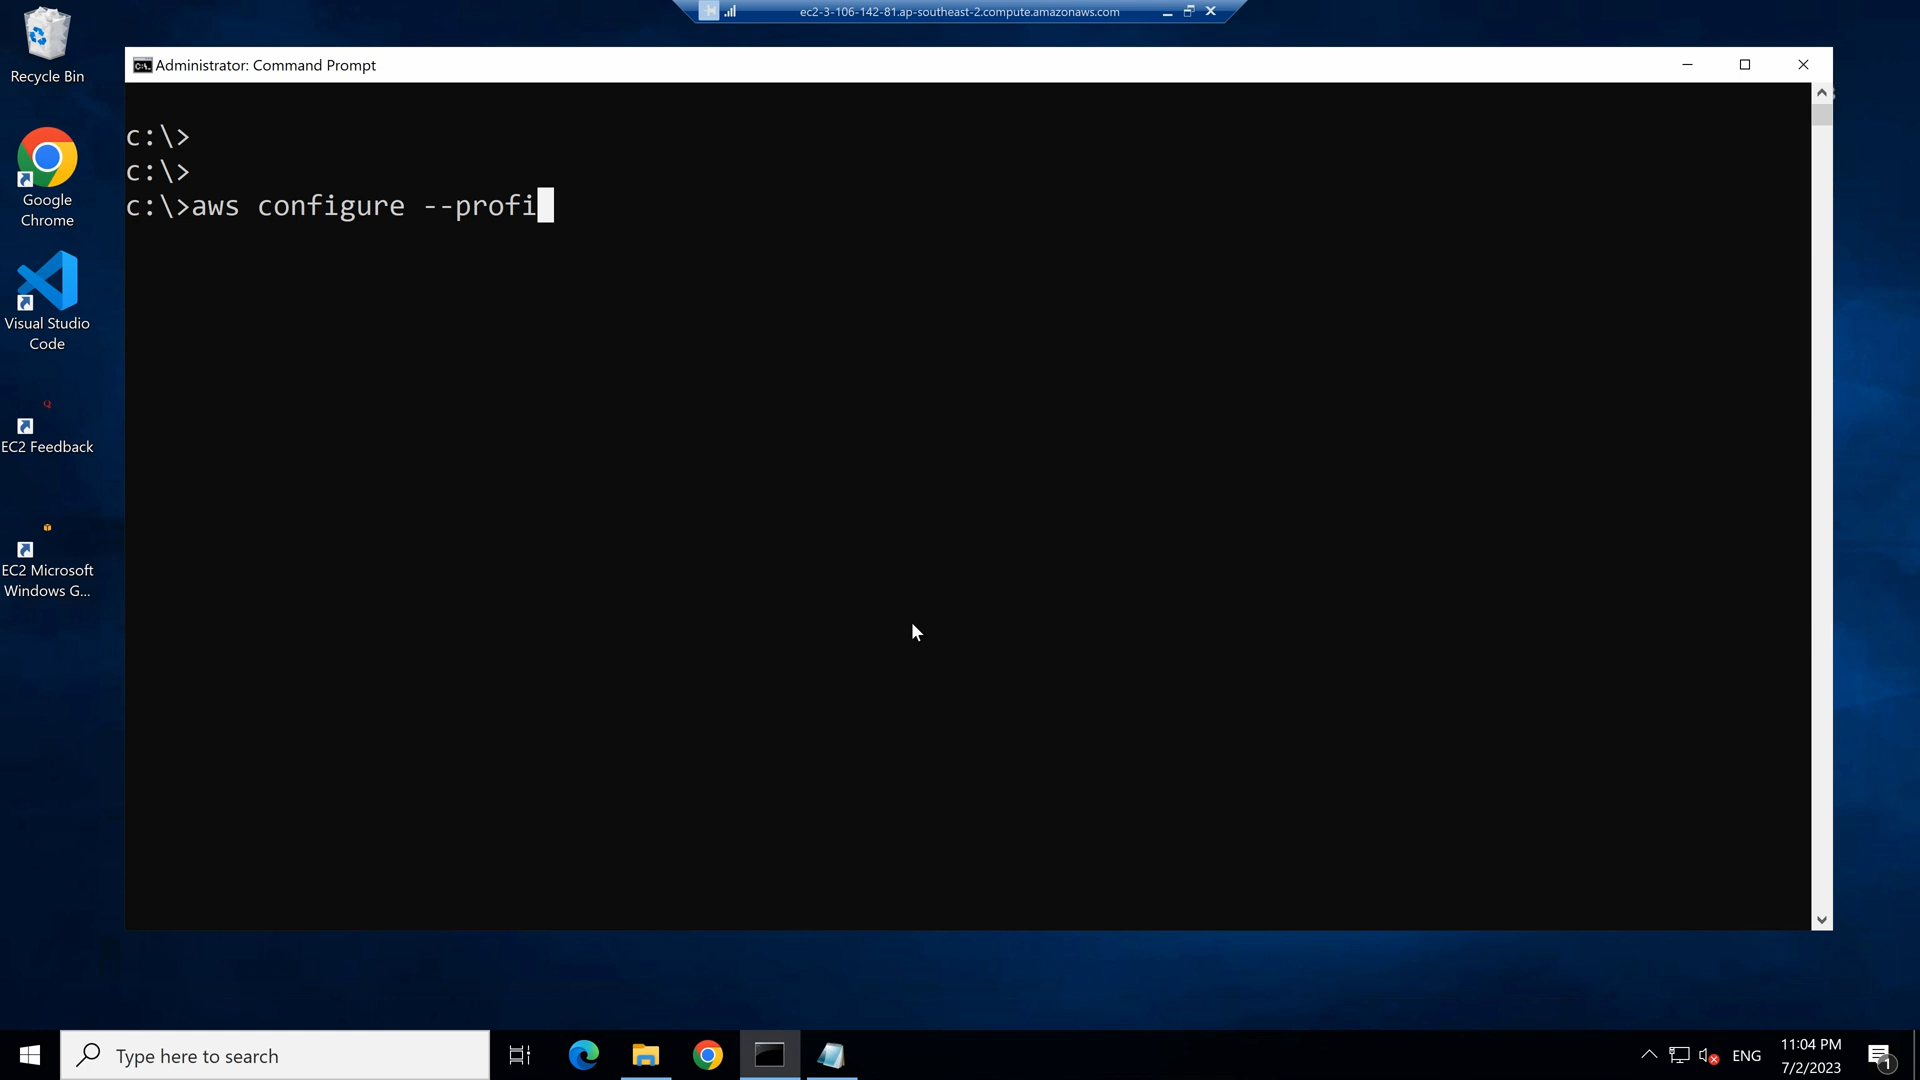 ec2-3-106-142-81.ap-southeast-2.compute.amazonaws.com
Recycle Bin
Google
Chrome
Visual Studio
Code
EC2 Feedback
EC2 Microsoft
Windows G...
Administrator: Command Prompt
c:\>
c:\>
c:\>aws configure --profi
Type here to search
ENG
11:04 PM
7/2/2023
1